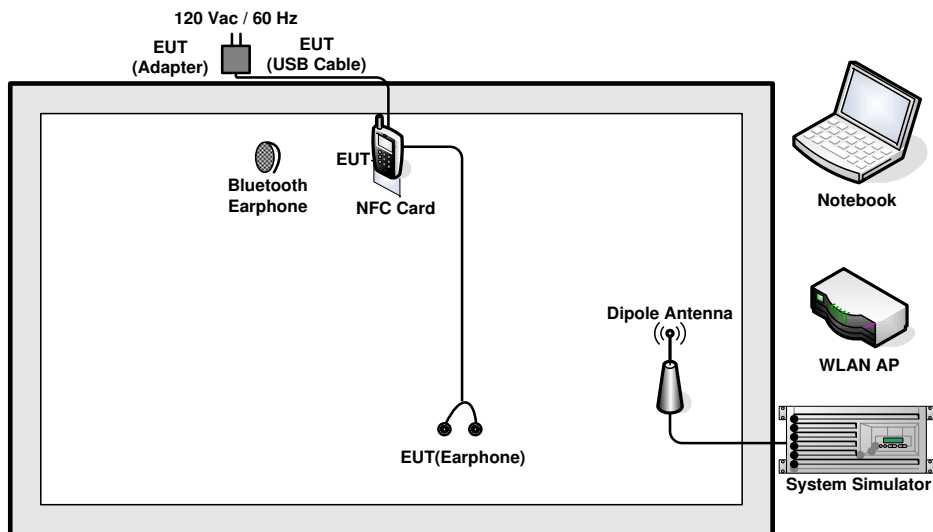 120 Vac / 60 Hz
EUT
(Adapter)
EUT
(USB Cable)
EUT
Bluetooth
Earphone
NFC Card
Notebook
Dipole Antenna
WLAN AP
EUT(Earphone)
System Simulator